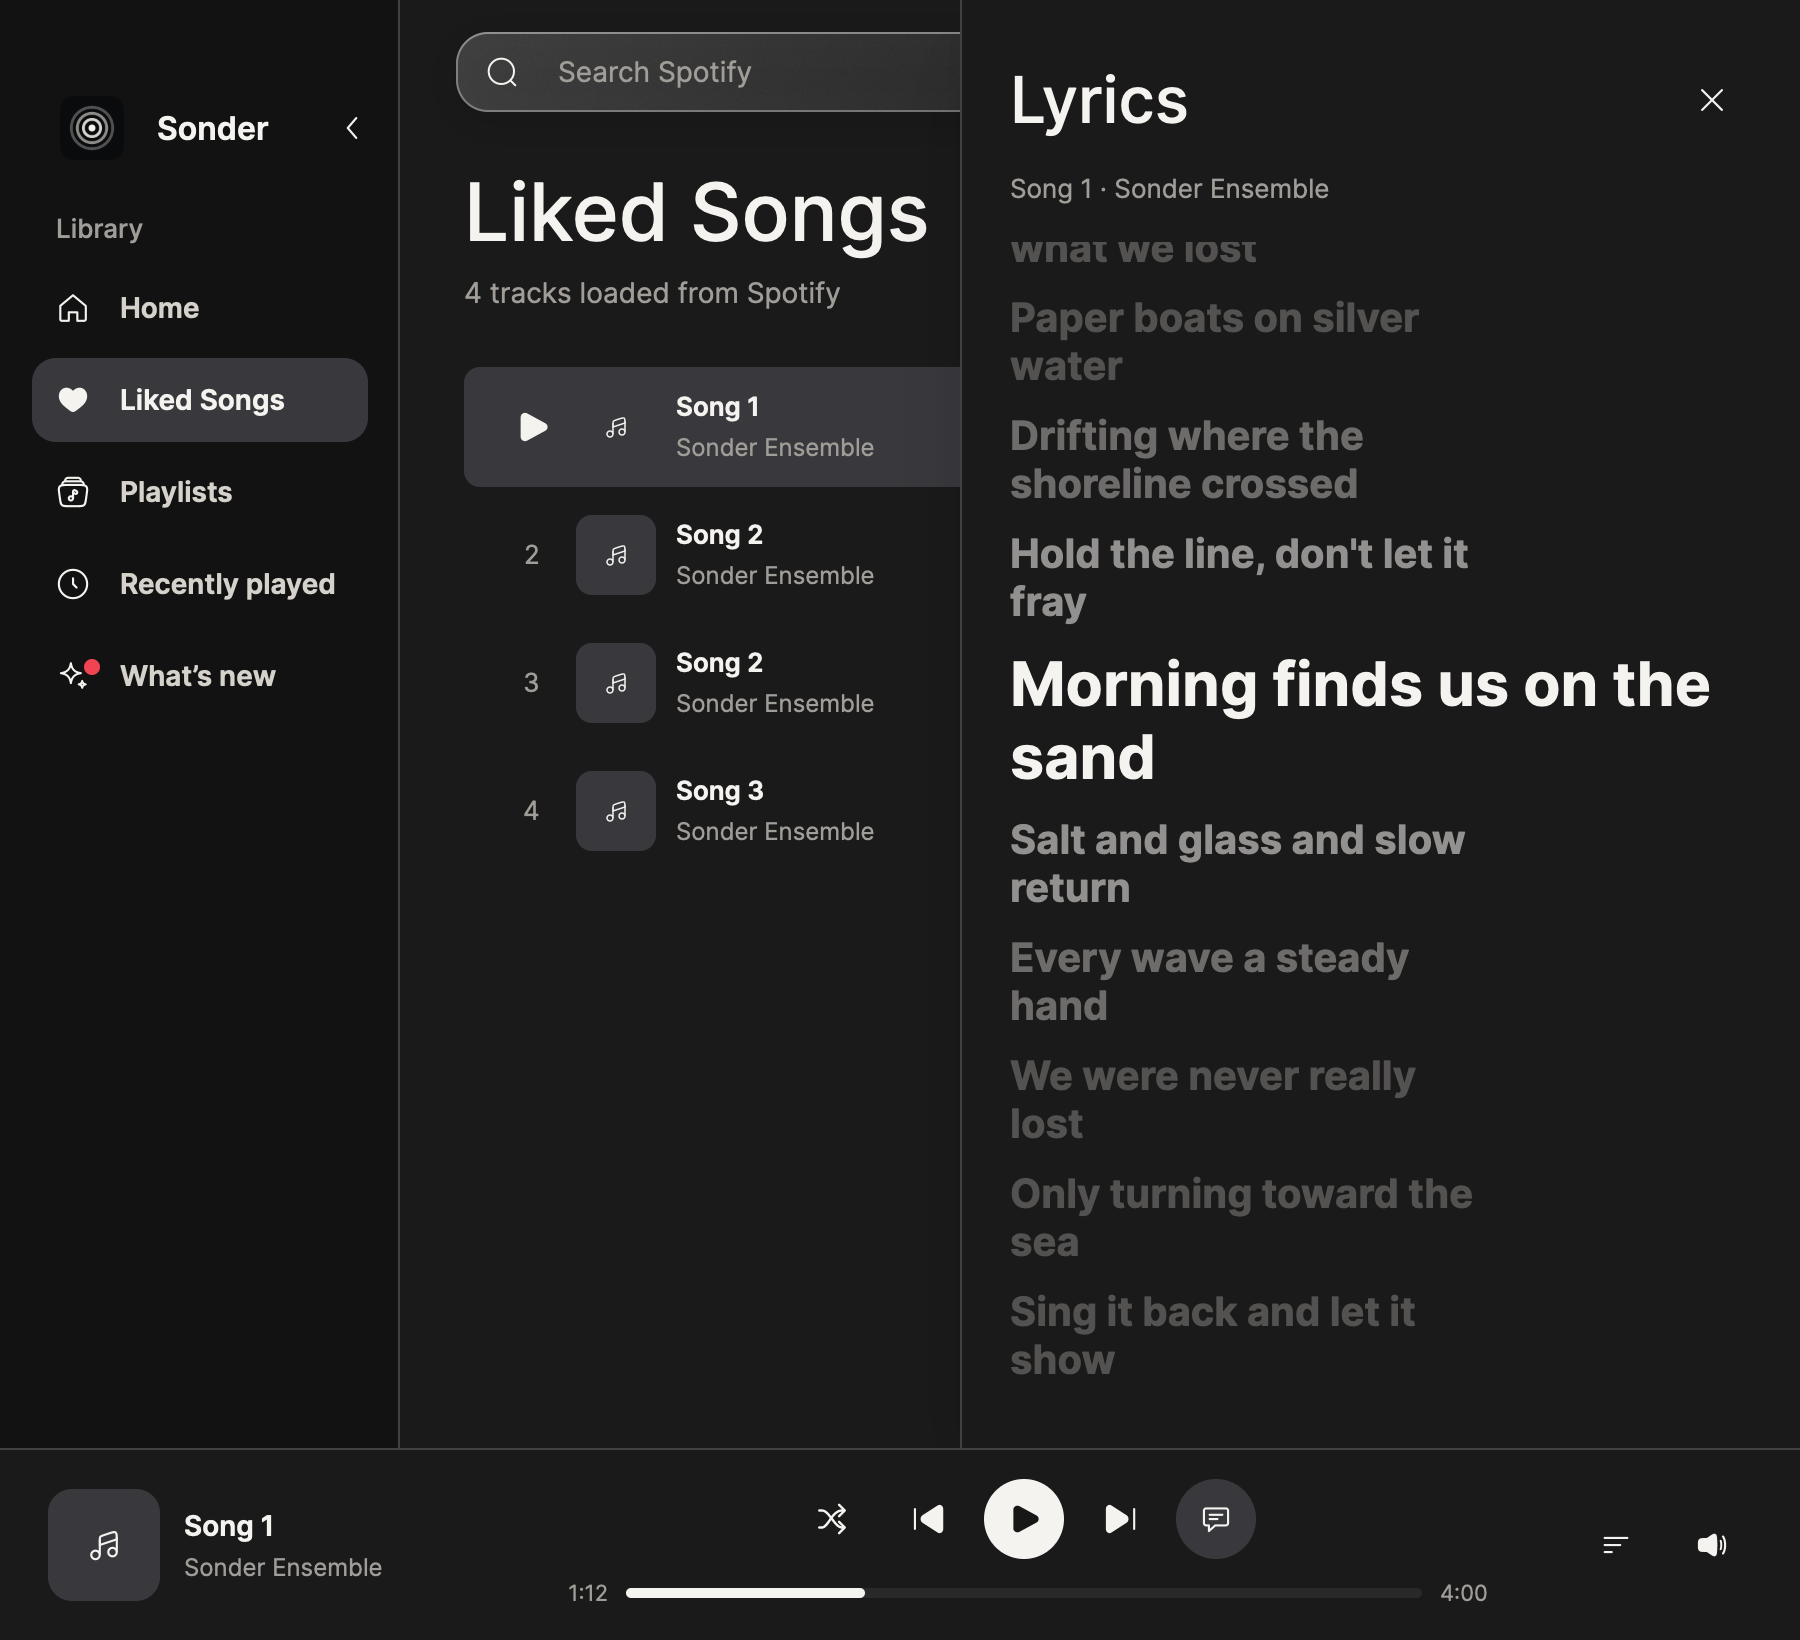 Sonder
Library
Home
Liked Songs
Playlists
Recently played
What’s new
Search Spotify
Liked Songs
4 tracks loaded from Spotify
Song 1
Sonder Ensemble
2
Song 2
Sonder Ensemble
3
Song 2
Sonder Ensemble
4
Song 3
Sonder Ensemble
Lyrics
Song 1 · Sonder Ensemble
what we lost
Paper boats on silver
water
Drifting where the
shoreline crossed
Hold the line, don't let it
fray
Morning finds us on the
sand
Salt and glass and slow
return
Every wave a steady
hand
We were never really
lost
Only turning toward the
sea
Sing it back and let it
show
Song 1
Sonder Ensemble
1:12
4:00